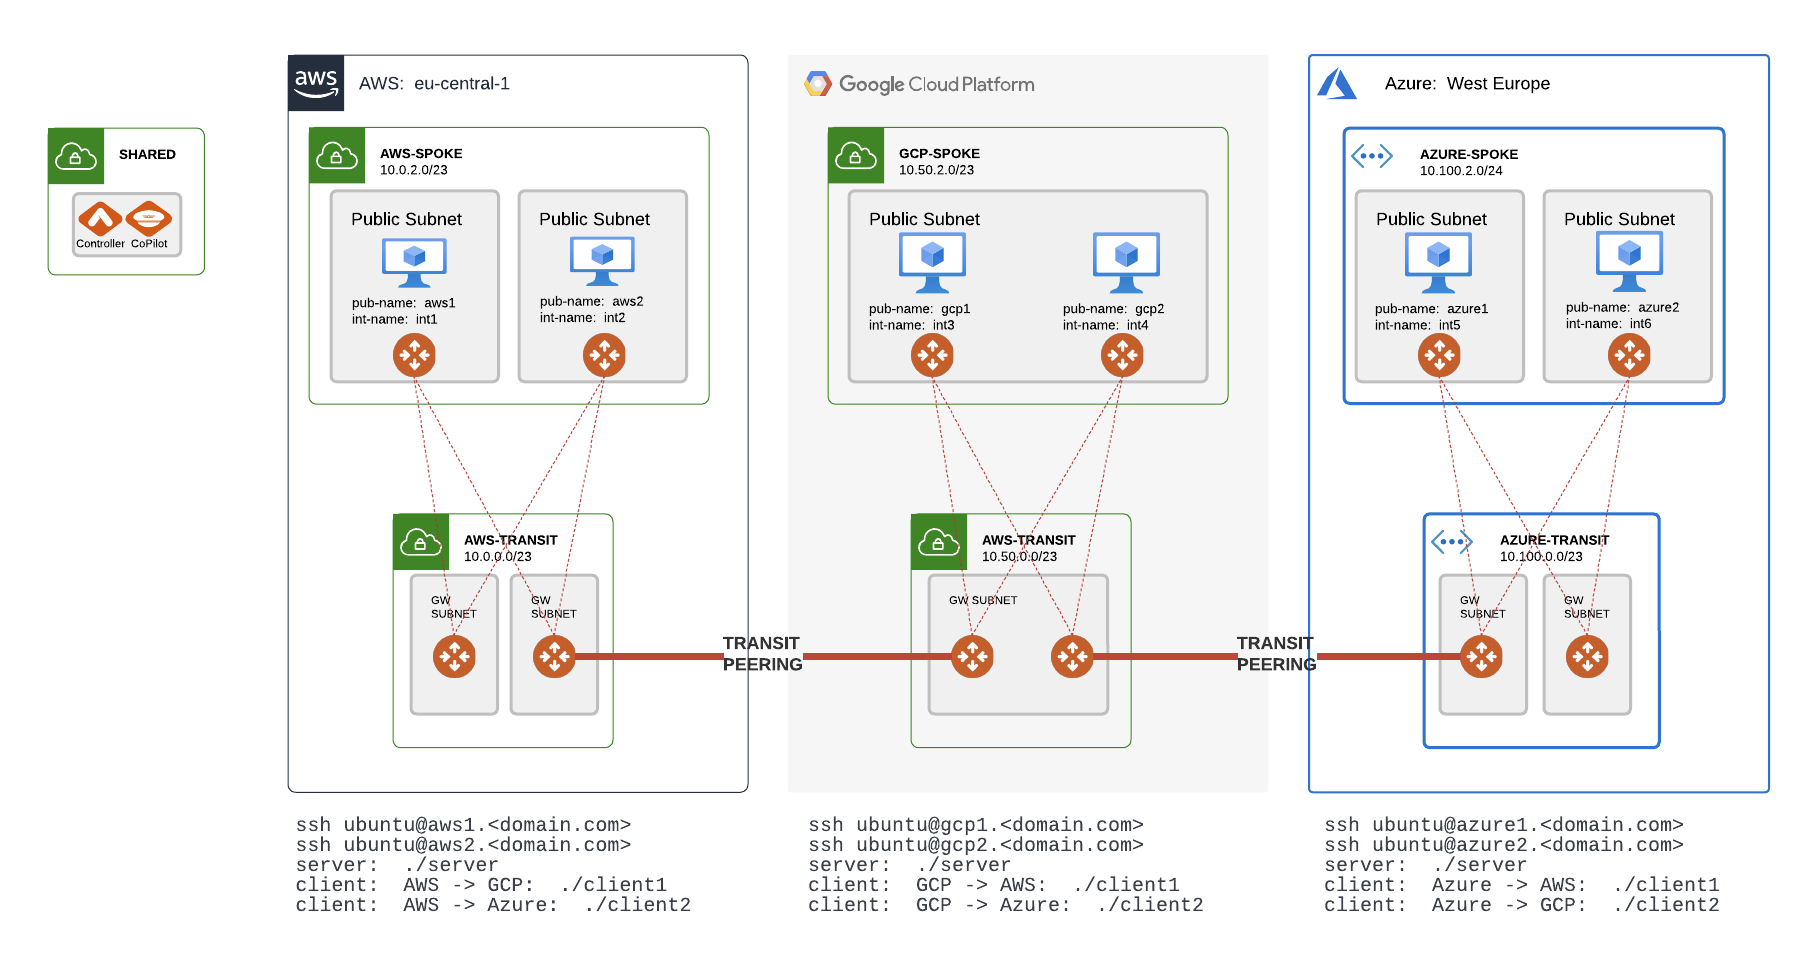 SHARED
Controller CoPilot
aws
AWS: eu-central-1
AWS-SPOKE
10.0.2.0/23
Public Subnet
pub-name: aws1
int-name: int1
Public Subnet
pub-name: aws2
int-name: int2
AWS-TRANSIT
10.0.0.0/23
GW
SUBNET
GW
SUBNET
TRANSIT
PEERING
Google Cloud Platform
GCP-SPOKE
10.50.2.0/23
Public Subnet
pub-name: gcp1
int-name: int3
pub-name: gcp2
int-name: int4
AWS-TRANSIT
10.50.0.0/23
GW SUBNET
TRANSIT
PEERING
Azure: West Europe
AZURE-SPOKE
10.100.2.0/24
Public Subnet
pub-name: azure1
int-name: int5
Public Subnet
pub-name: azure2
int-name: int6
AZURE-TRANSIT
10.100.0.0/23
GW
SUBNET
GW
SUBNET
ssh ubuntu@aws1.<domain.com>
ssh ubuntu@aws2.<domain.com>
server: ./server
client: AWS -> GCP: ./client1
client: AWS -> Azure: ./client2
ssh ubuntu@gcp1.<domain.com>
ssh ubuntu@gcp2.<domain.com>
server: ./server
client: GCP -> AWS: ./client1
client: GCP -> Azure: ./client2
ssh ubuntu@azure1.<domain.com>
ssh ubuntu@azure2.<domain.com>
server: ./server
client: Azure -> AWS: ./client1
client: Azure -> GCP: ./client2